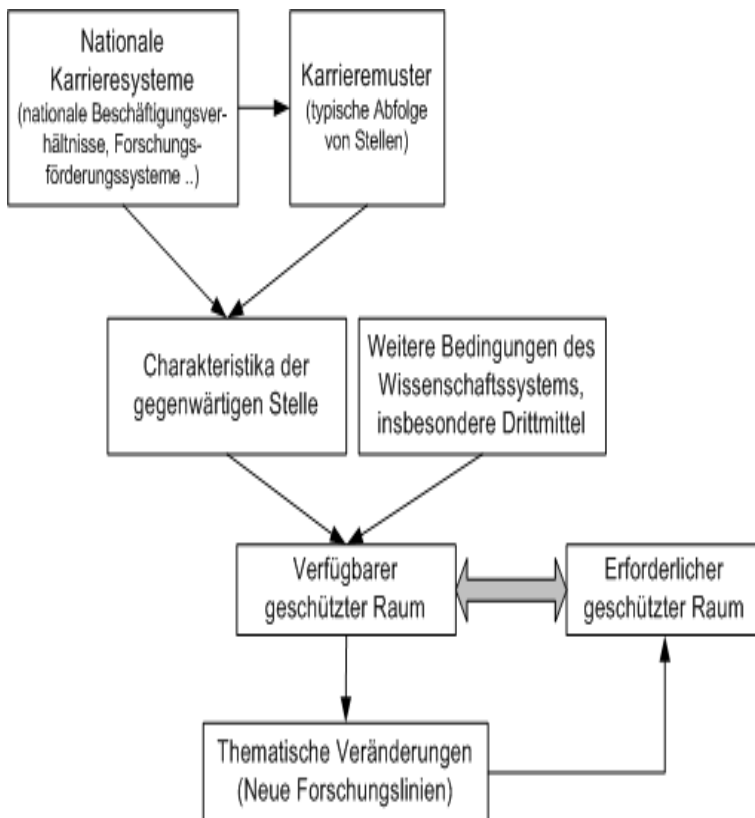 Nationale
Karrieresysteme
(nationale Beschäftigungsver-
hältnisse, Forschungs-
förderungssysteme ..)
Karrieremuster
(typische Abfolge
von Stellen)
Charakteristika der
gegenwärtigen Stelle
Weitere Bedingungen des
Wissenschaftssystems,
insbesondere Drittmittel
Verfügbarer
geschützter Raum
Erforderlicher
geschützter Raum
Thematische Veränderungen
(Neue Forschungslinien)